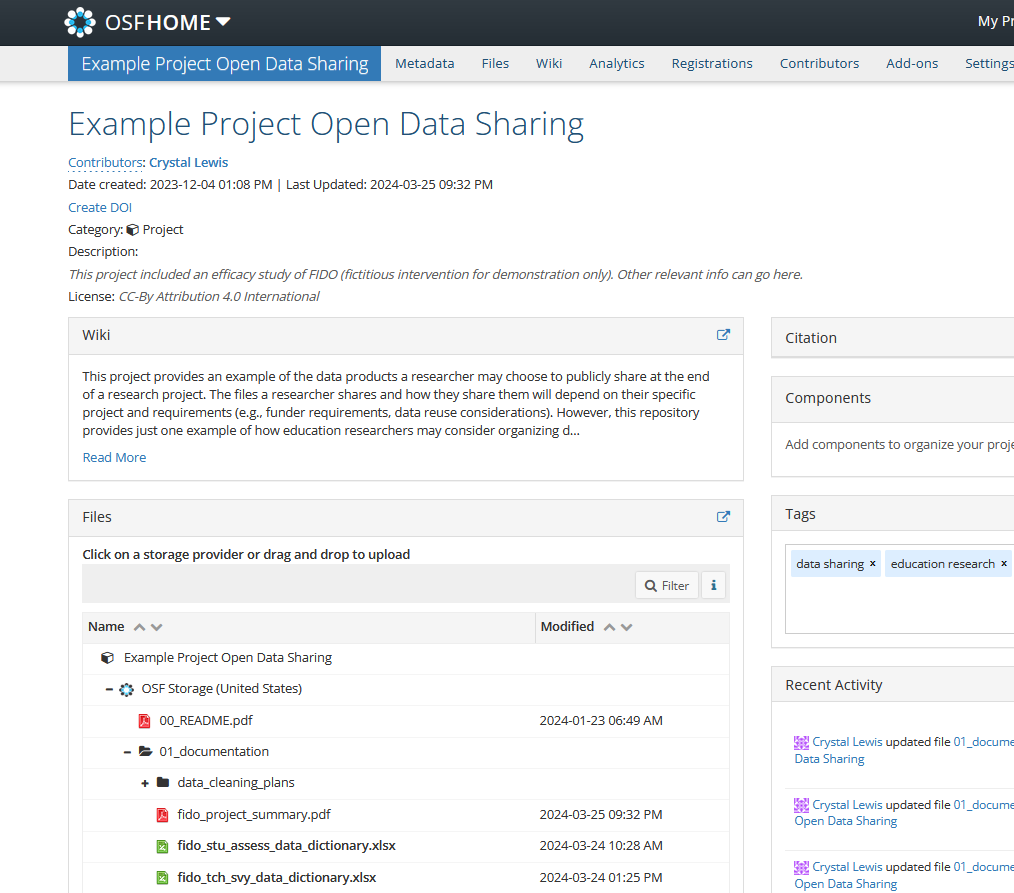 OSFHOME
My Pr
Example Project Open Data Sharing
Metadata
Files
Wiki
Analytics
Registrations
Contributors
Add-ons
Settings
Example Project Open Data Sharing
Contributors: Crystal Lewis
Date created: 2023-12-04 01:08 PM | Last Updated: 2024-03-25 09:32 PM
Create DOI
Category: Project
Description:
This project included an efficacy study of FIDO (fictitious intervention for demonstration only). Other relevant info can go here.
License: CC-By Attribution 4.0 International
Wiki
This project provides an example of the data products a researcher may choose to publicly share at the end
of a research project. The files a researcher shares and how they share them will depend on their specific
project and requirements (e.g., funder requirements, data reuse considerations). However, this repository
provides just one example of how education researchers may consider organizing d...
Read More
Files
Click on a storage provider or drag and drop to upload
Filter
i
Name
Modified
Example Project Open Data Sharing
OSF Storage (United States)
00_README.pdf 2024-01-23 06:49 AM
01_documentation
data_cleaning_plans
fido_project_summary.pdf 2024-03-25 09:32 PM
fido_stu_assess_data_dictionary.xlsx 2024-03-24 10:28 AM
fido_tch_svy_data_dictionary.xlsx 2024-03-24 01:25 PM
Citation
Components
Add components to organize your proje
Tags
data sharing × education research ×
Recent Activity
Crystal Lewis updated file 01_docume
Data Sharing
Crystal Lewis updated file 01_docume
Open Data Sharing
Crystal Lewis updated file 01_docume
Open Data Sharing